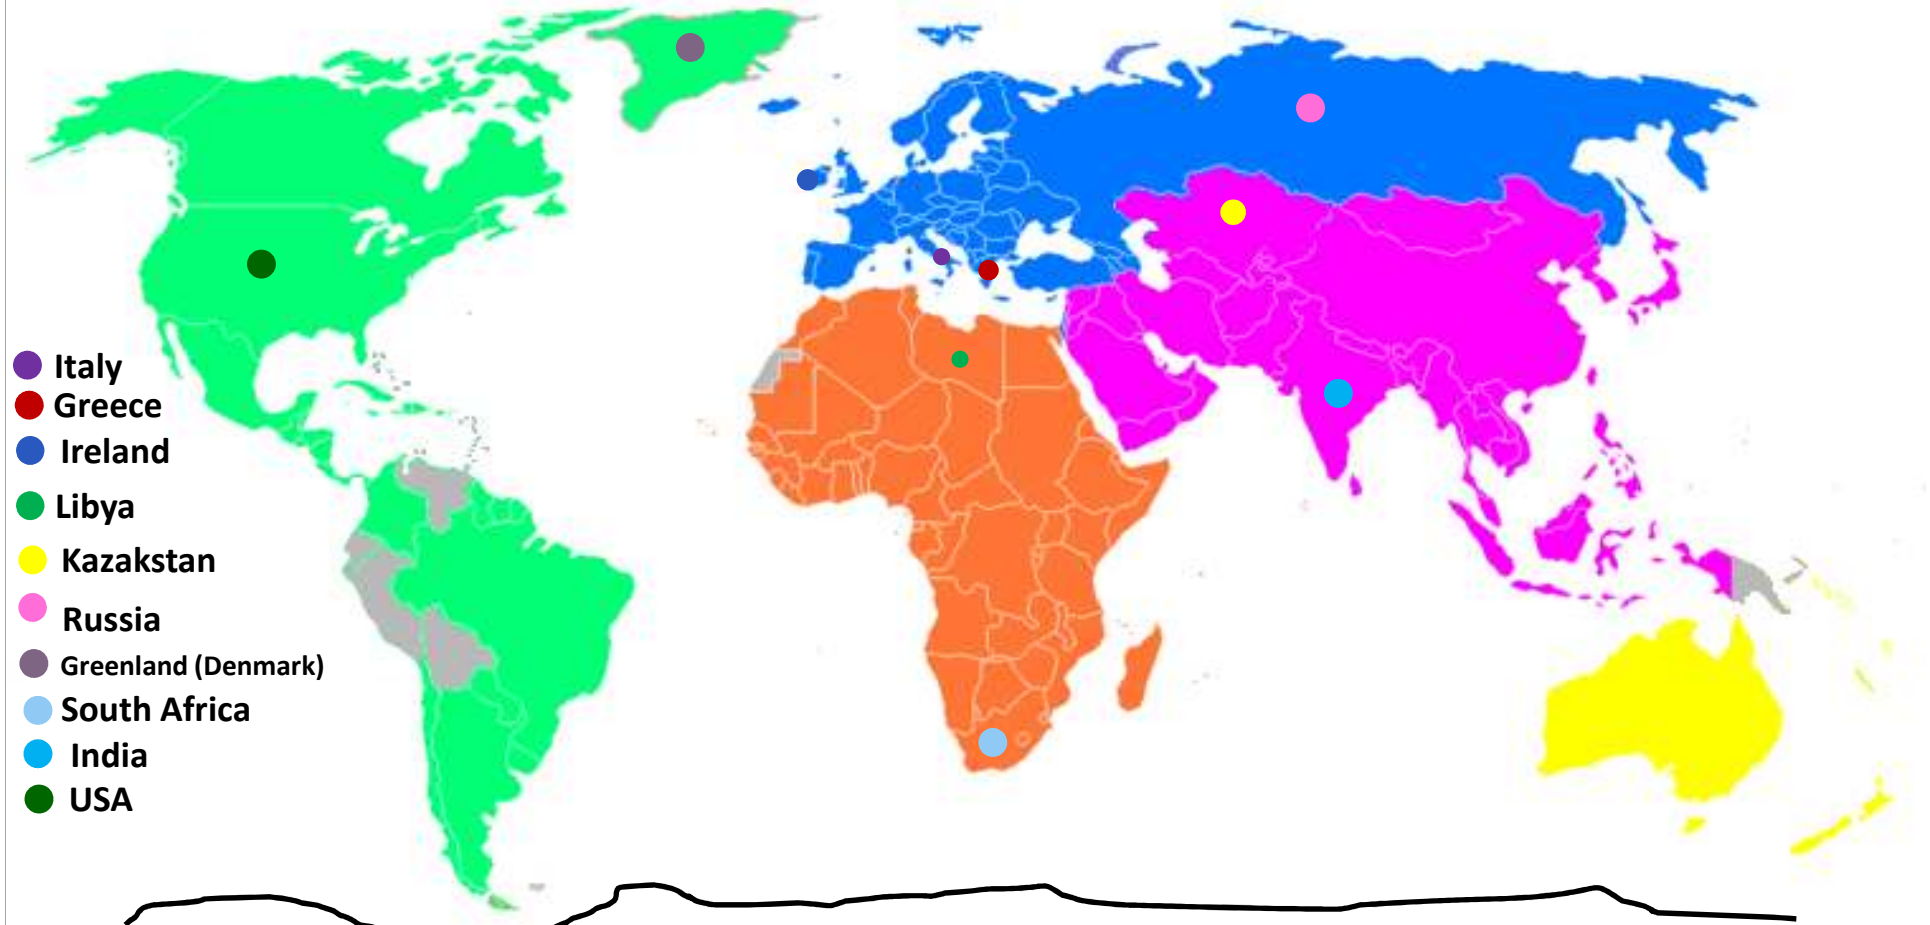 Italy
Greece
Ireland
Libya
Kazakstan
Russia
Greenland (Denmark)
South Africa
India
USA